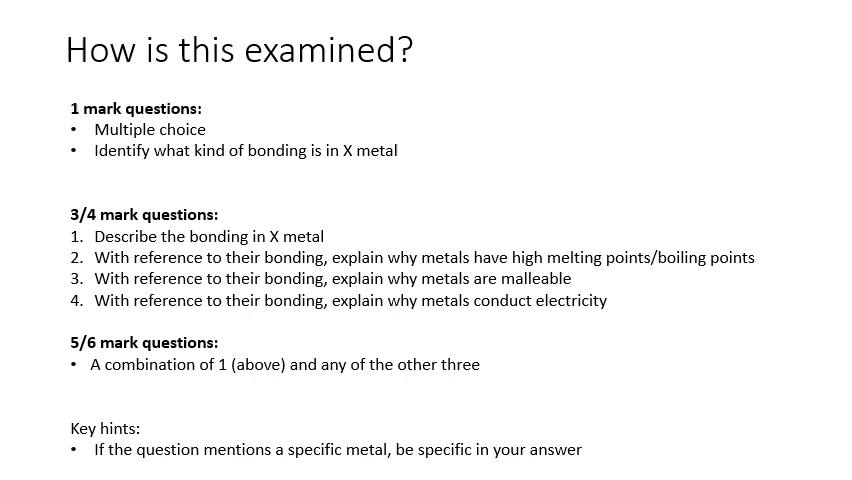 How is this examined?
1 mark questions:
• Multiple choice
• Identify what kind of bonding is in X metal
3/4 mark questions:
1. Describe the bonding in X metal
2. With reference to their bonding, explain why metals have high melting points/boiling points
3. With reference to their bonding, explain why metals are malleable
4. With reference to their bonding, explain why metals conduct electricity
5/6 mark questions:
• A combination of 1 (above) and any of the other three
Key hints:
• If the question mentions a specific metal, be specific in your answer